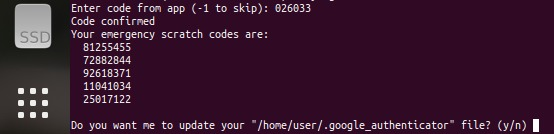 Enter code from app (-1 to skip): 026033
Code confirmed
Your emergency scratch codes are:
81255455
72882844
92618371
11041034
25017122
Do you want me to update your "/home/user/.google_authenticator" file? (y/n)
SSD